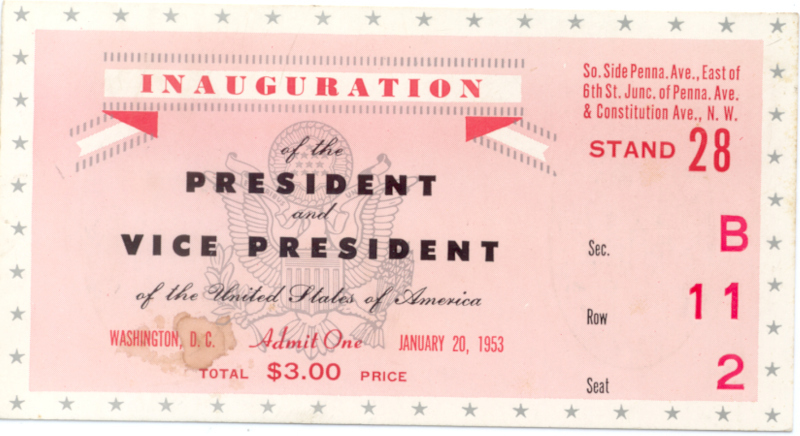 INAUGURATION
of the
PRESIDENT
and
VICE PRESIDENT
of the United States of America
WASHINGTON, D. C. Admit One JANUARY 20, 1953
TOTAL $3.00 PRICE
So. Side Penna. Ave., East of
6th St. Junc. of Penna. Ave.
& Constitution Ave., N. W.
STAND 28
Sec. B
Row 11
Seat 2